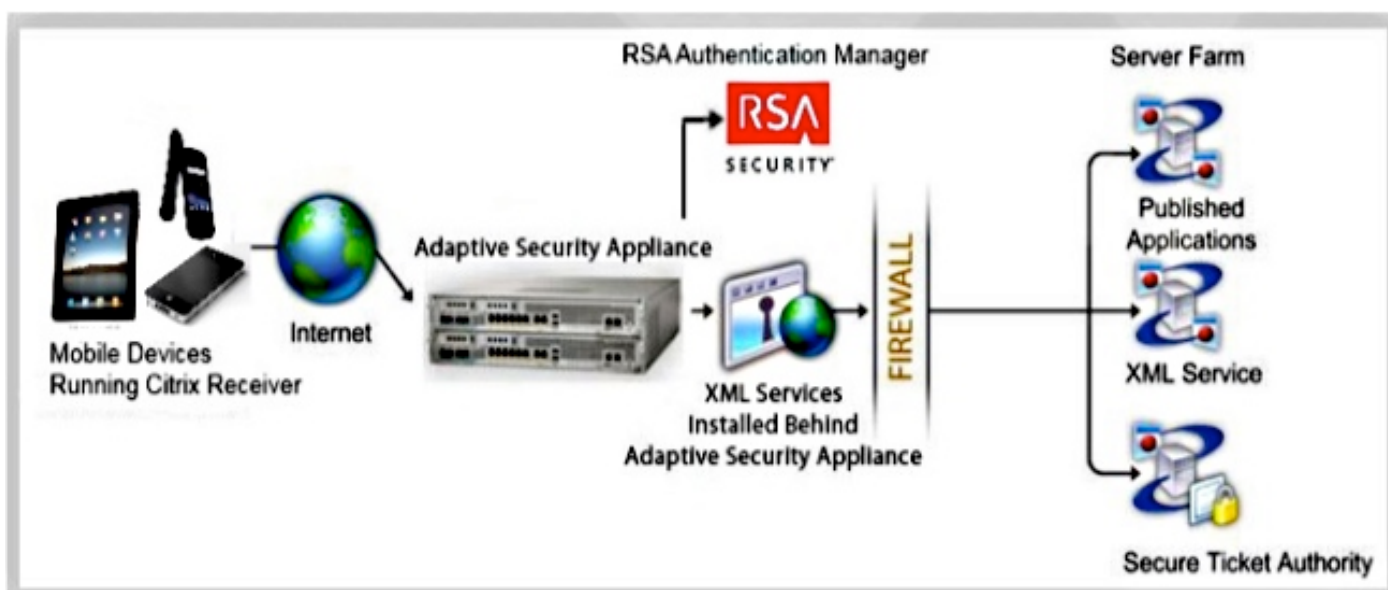 RSA Authentication Manager
Server Farm
RSA
SECURITY
Adaptive Security Appliance
Internet
Mobile Devices
Running Citrix Receiver
XML Services
Installed Behind
Adaptive Security Appliance
FIREWALL
Published
Applications
XML Service
Secure Ticket Authority